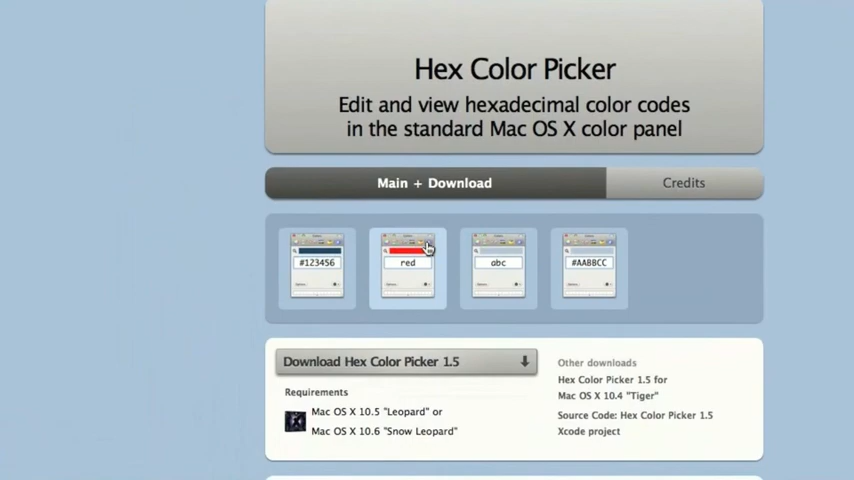 Hex Color Picker
Edit and view hexadecimal color codes
in the standard Mac OS X color panel
Main + Download
Credits
#123456
red
abc
#AABBCC
Download Hex Color Picker 1.5
Requirements
Mac OS X 10.5 "Leopard" or
Mac OS X 10.6 "Snow Leopard"
Other downloads
Hex Color Picker 1.5 for
Mac OS X 10.4 "Tiger"
Source Code: Hex Color Picker 1.5
Xcode project